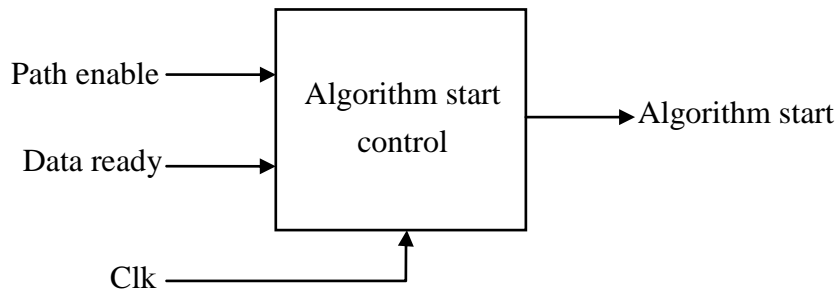 Path enable
Data ready
Clk
Algorithm start
control
Algorithm start